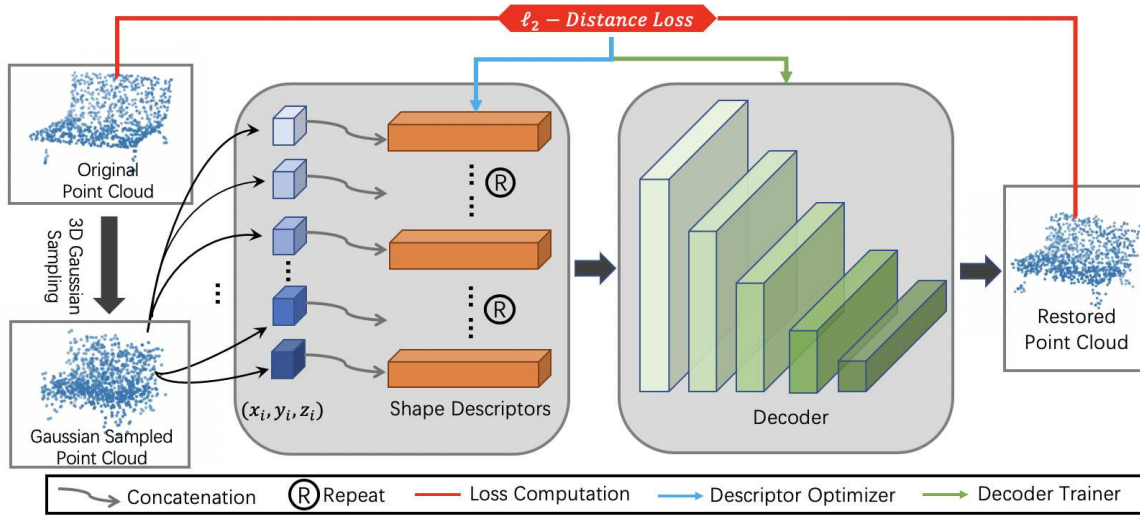 ℓ₂ − Distance Loss
Original
Point Cloud
3D Gaussian
Sampling
Gaussian Sampled
Point Cloud
(xᵢ, yᵢ, zᵢ)
R
R
Shape Descriptors
Decoder
Restored
Point Cloud
Concatenation
R Repeat
Loss Computation
Descriptor Optimizer
Decoder Trainer